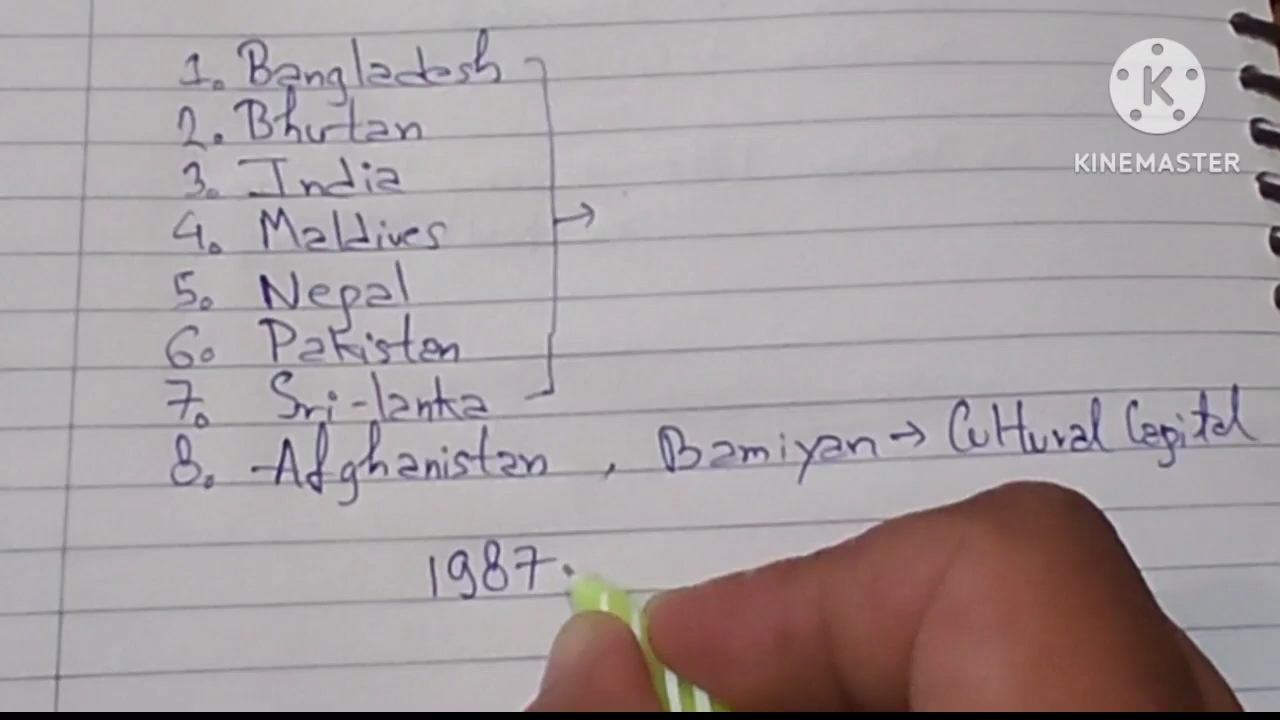 1. Bangladesh
2. Bhutan
3. India
4. Maldives
5. Nepal
6. Pakistan
7. Sri-lanka
8. Afghanistan , Bamiyan → Cultural Capital
1987.
K
KINEMASTER